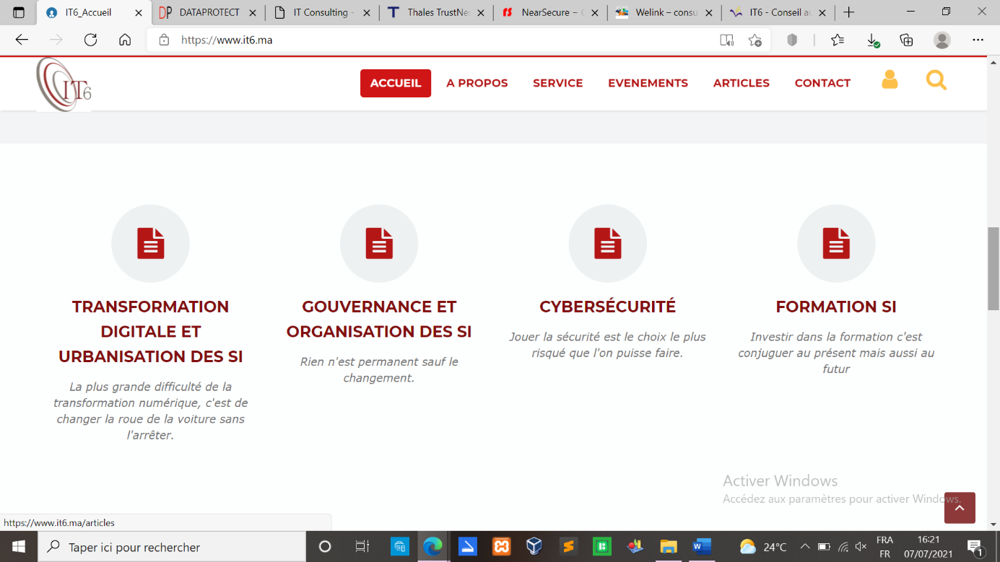 IT6_Accueil
DATAPROTECT
IT Consulting -
Thales TrustNe
NearSecure – C
Welink – consu
IT6 - Conseil au
https://www.it6.ma
IT6
ACCUEIL
A PROPOS
SERVICE
EVENEMENTS
ARTICLES
CONTACT
TRANSFORMATION
DIGITALE ET
URBANISATION DES SI
La plus grande difficulté de la
transformation numérique, c'est de
changer la roue de la voiture sans
l'arrêter.
GOUVERNANCE ET
ORGANISATION DES SI
Rien n'est permanent sauf le
changement.
CYBERSÉCURITÉ
Jouer la sécurité est le choix le plus
risqué que l'on puisse faire.
FORMATION SI
Investir dans la formation c'est
conjuguer au présent mais aussi au
futur
Activer Windows
Accédez aux paramètres pour activer Windows.
https://www.it6.ma/articles
Taper ici pour rechercher
24°C
FRA
FR
16:21
07/07/2021
1